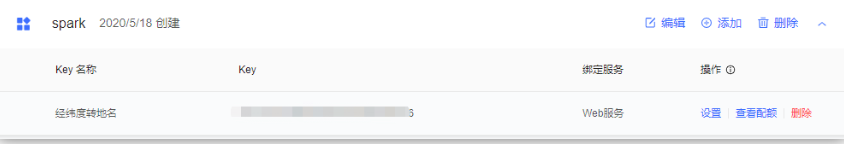 spark 2020/5/18 创建 编辑 添加 删除
Key 名称 Key 绑定服务 操作
经纬度转地名 6 Web服务 设置 查看配额 删除